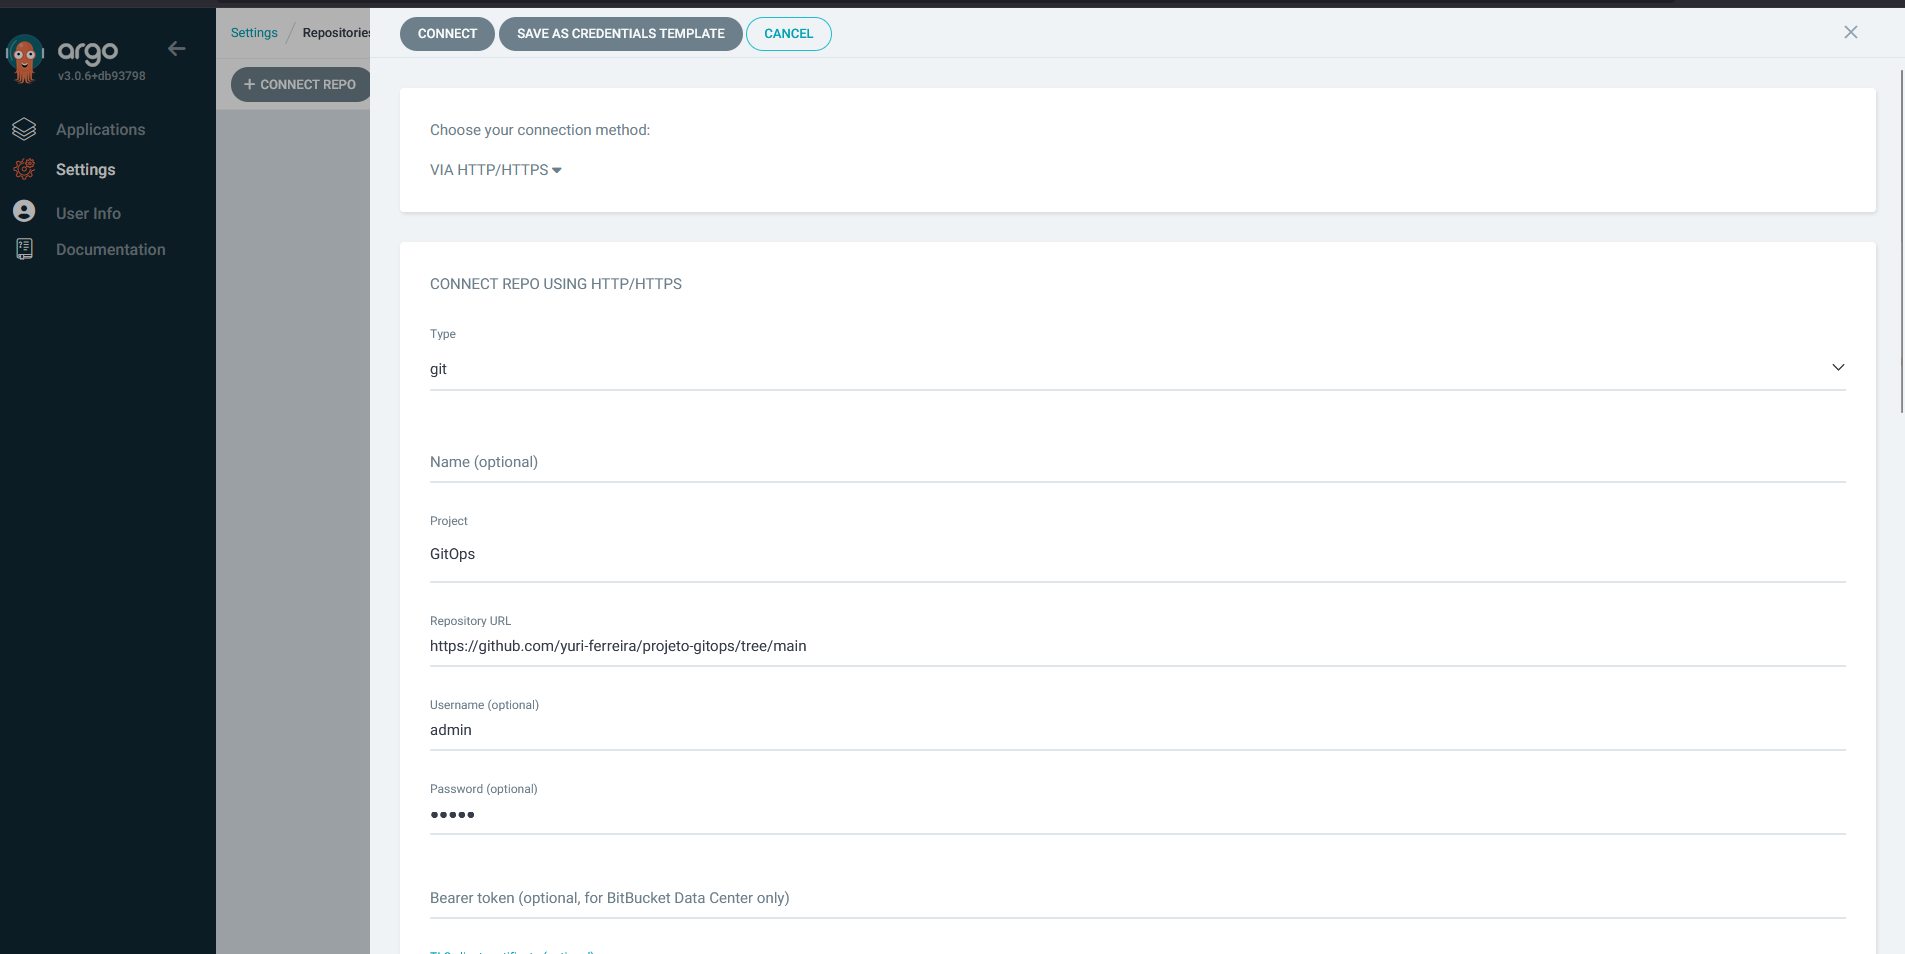 argo
v3.0.6+db93798
Applications
Settings
User Info
Documentation
Settings / Repositories
+ CONNECT REPO
CONNECT
SAVE AS CREDENTIALS TEMPLATE
CANCEL
Choose your connection method:
VIA HTTP/HTTPS
CONNECT REPO USING HTTP/HTTPS
Type
git
Name (optional)
Project
GitOps
Repository URL
https://github.com/yuri-ferreira/projeto-gitops/tree/main
Username (optional)
admin
Password (optional)
•••••
Bearer token (optional, for BitBucket Data Center only)